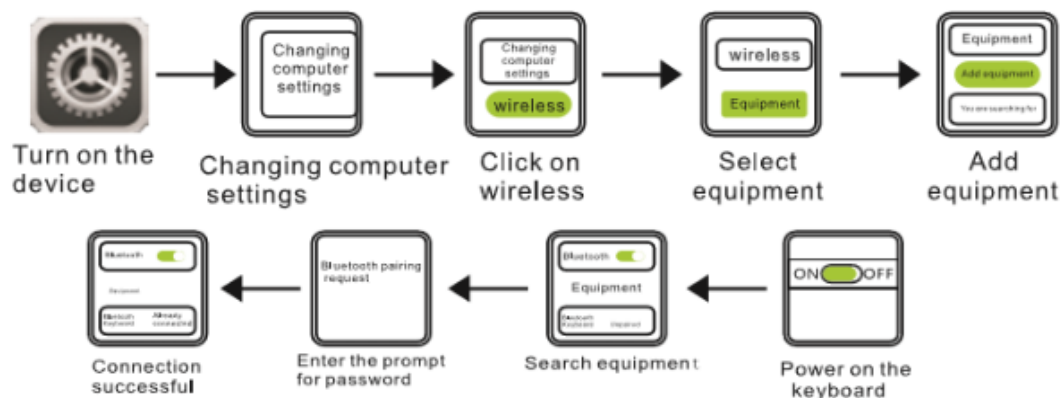 Turn on the
device
Changing
computer
settings
Changing computer
settings
Changing
computer
settings
wireless
Click on
wireless
wireless
Equipment
Select
equipment
Equipment
Add equipment
You are searching for
Add
equipment
ON OFF
Power on the
keyboard
Bluetooth
Equipment
Bluetooth
Keyboard Unpaired
Search equipment
Bluetooth pairing
request
Enter the prompt
for password
Bluetooth
Bluetooth Already
Keyboard connected
Connection
successful